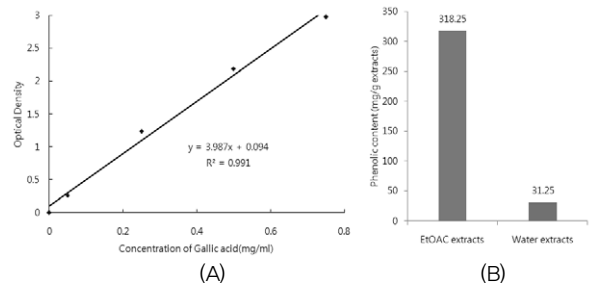 3
2.5
2
1.5
1
0.5
0
Optical Density
y = 3.987x + 0.094
R² = 0.991
0 0.2 0.4 0.6 0.8
Concentration of Gallic acid(mg/ml)
(A)
350
300
250
200
150
100
50
0
Phenolic content (mg/g extracts)
318.25
31.25
EtOAC extracts Water extracts
(B)